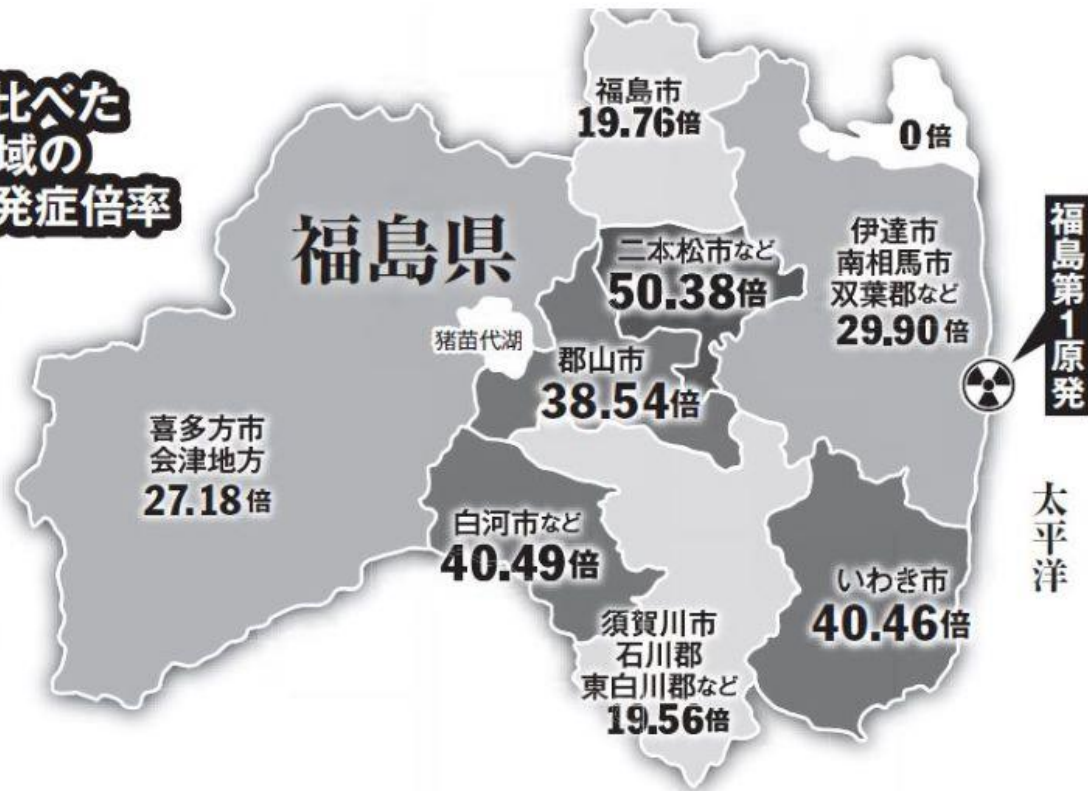 比べた
域の
発症倍率
福島県
福島市
19.76倍
0倍
二本松市など
50.38倍
伊達市
南相馬市
双葉郡など
29.90倍
福島第1原発
猪苗代湖
郡山市
38.54倍
喜多方市
会津地方
27.18倍
白河市など
40.49倍
いわき市
40.46倍
太平洋
須賀川市
石川郡
東白川郡など
19.56倍